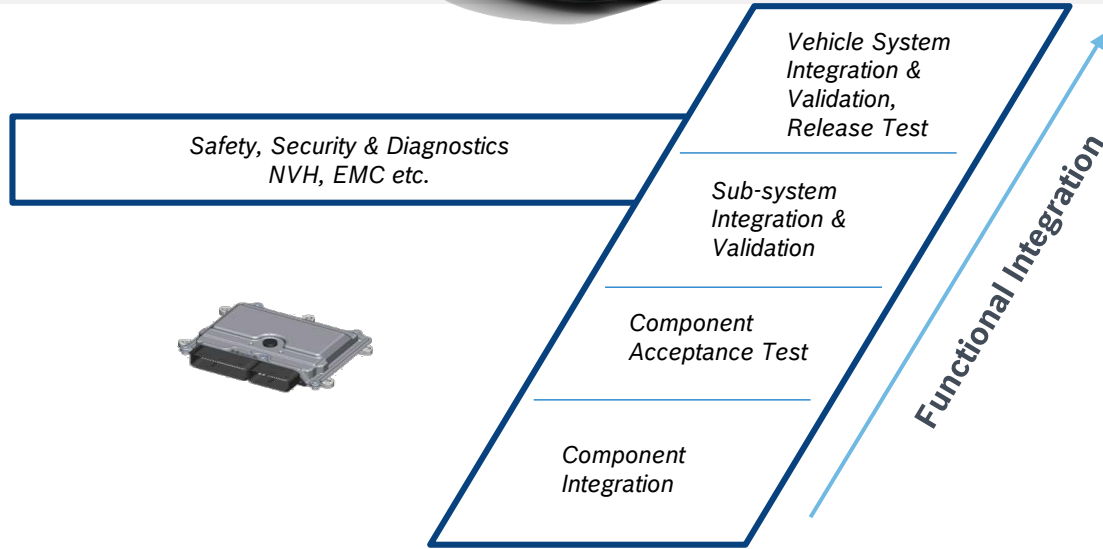 Vehicle System
Integration &
Validation,
Release Test
Safety, Security & Diagnostics
NVH, EMC etc.
Sub-system
Integration &
Validation
Component
Acceptance Test
Component
Integration
Functional Integration